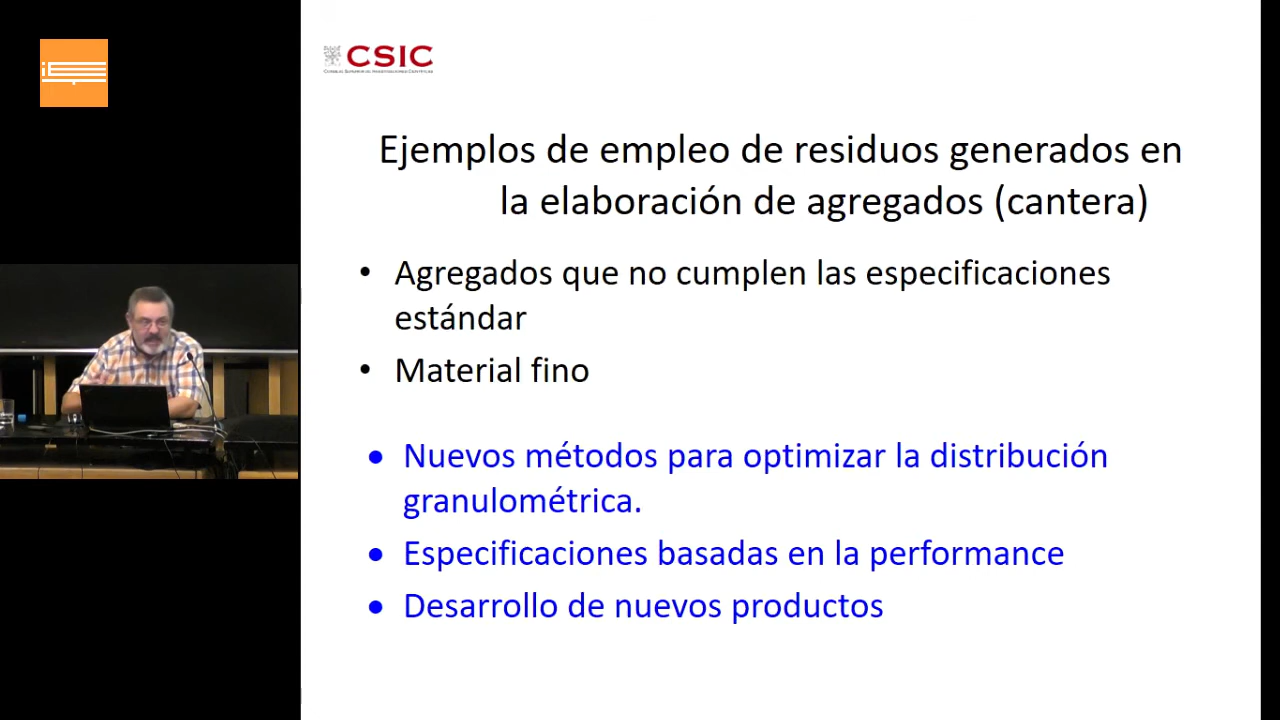 CSIC
CONSEJO SUPERIOR DE INVESTIGACIONES CIENTÍFICAS
Ejemplos de empleo de residuos generados en
la elaboración de agregados (cantera)
• Agregados que no cumplen las especificaciones
estándar
• Material fino
• Nuevos métodos para optimizar la distribución
granulométrica.
• Especificaciones basadas en la performance
• Desarrollo de nuevos productos